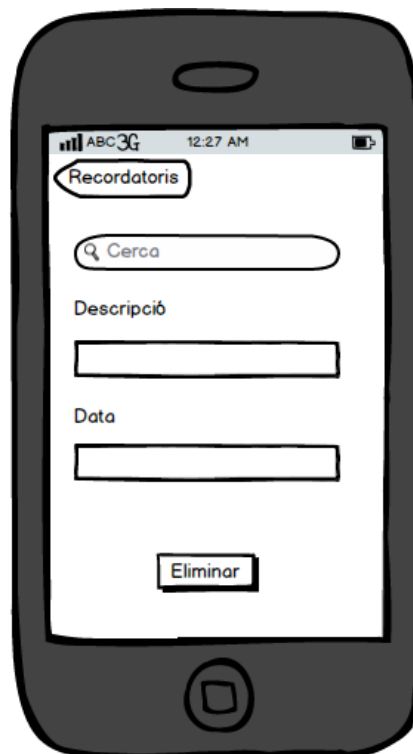 ABC 3G 12:27 AM
Recordatoris
Cerca
Descripció
Data
Eliminar